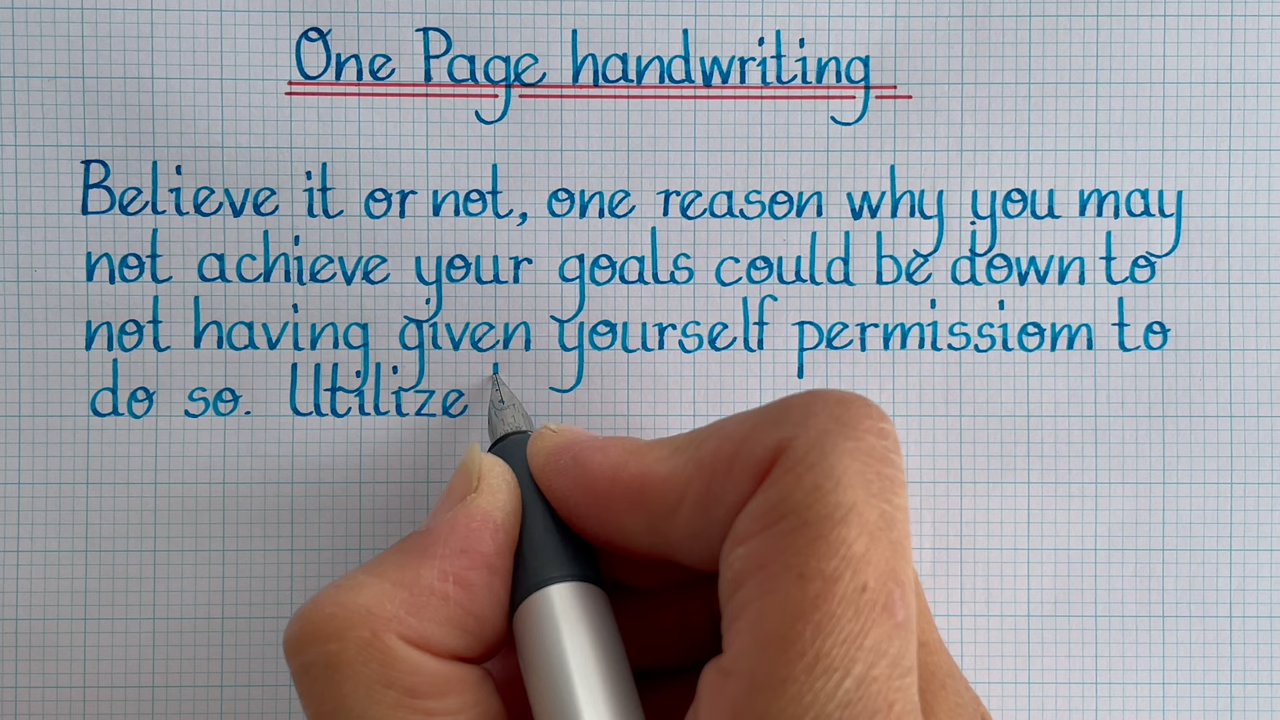 One Page handwriting
Believe it or not, one reason why you may
not achieve your goals could be down to
not having given yourself permissiom to
do so. Utilize